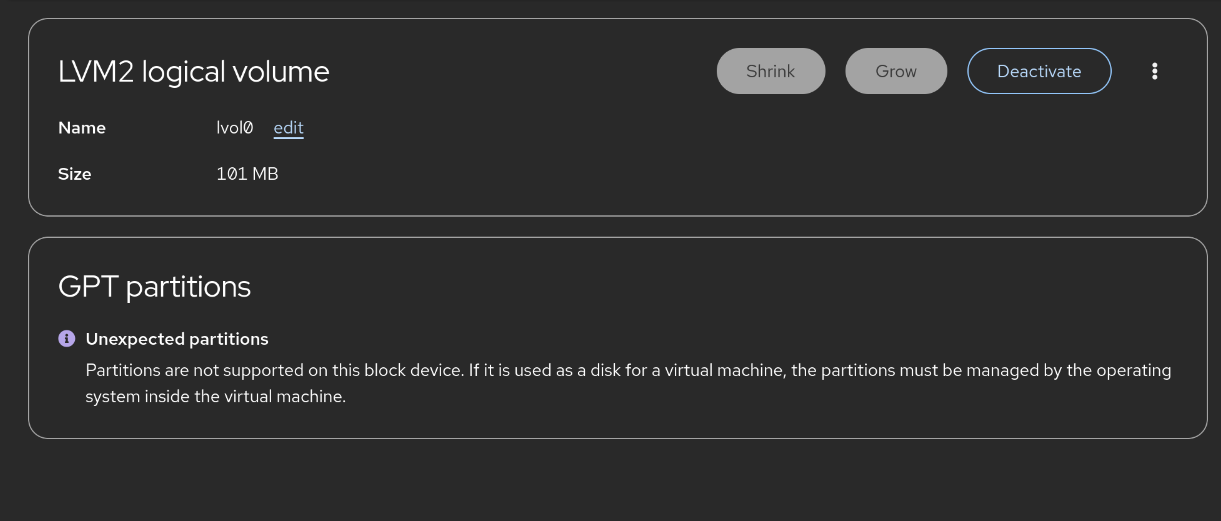 LVM2 logical volume
Shrink
Grow
Deactivate
Name
lvol0
edit
Size
101 MB
GPT partitions
Unexpected partitions
Partitions are not supported on this block device. If it is used as a disk for a virtual machine, the partitions must be managed by the operating
system inside the virtual machine.